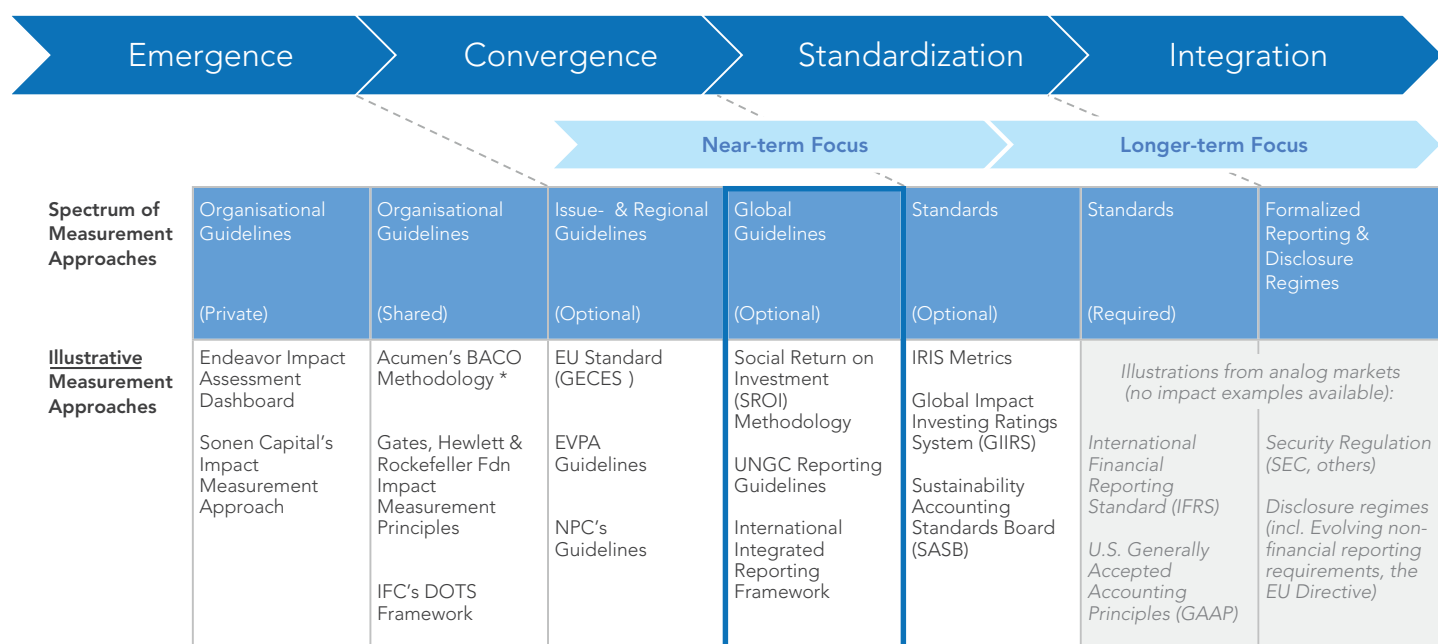 Emergence
Convergence
Standardization
Integration
Near-term Focus
Longer-term Focus
Spectrum of
Measurement
Approaches
Organisational
Guidelines
(Private)
Organisational
Guidelines
(Shared)
Issue- & Regional
Guidelines
(Optional)
Global
Guidelines
(Optional)
Standards
(Optional)
Standards
(Required)
Formalized
Reporting &
Disclosure
Regimes
Illustrative
Measurement
Approaches
Endeavor Impact
Assessment
Dashboard
Sonen Capital's
Impact
Measurement
Approach
Acumen's BACO
Methodology *
Gates, Hewlett &
Rockefeller Fdn
Impact
Measurement
Principles
IFC's DOTS
Framework
EU Standard
(GECES )
EVPA
Guidelines
NPC's
Guidelines
Social Return on
Investment
(SROI)
Methodology
UNGC Reporting
Guidelines
International
Integrated
Reporting
Framework
IRIS Metrics
Global Impact
Investing Ratings
System (GIIRS)
Sustainability
Accounting
Standards Board
(SASB)
Illustrations from analog markets
(no impact examples available):
International
Financial
Reporting
Standard (IFRS)
U.S. Generally
Accepted
Accounting
Principles (GAAP)
Security Regulation
(SEC, others)
Disclosure regimes
(incl. Evolving non-
financial reporting
requirements, the
EU Directive)